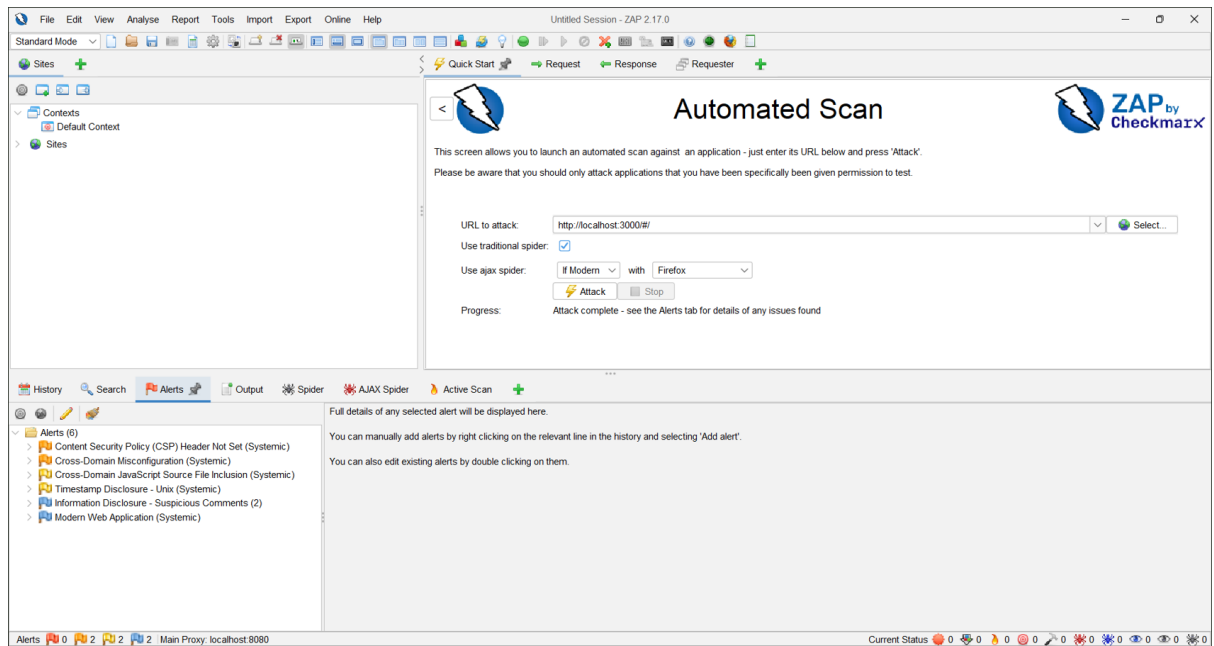 File Edit View Analyse Report Tools Import Export Online Help Untitled Session - ZAP 2.17.0
Standard Mode
Sites
Quick Start Request Response Requester
Contexts
Default Context
Sites
<
Automated Scan
ZAP by
Checkmarx
This screen allows you to launch an automated scan against an application - just enter its URL below and press 'Attack'.
Please be aware that you should only attack applications that you have been specifically been given permission to test.
URL to attack: http://localhost:3000/#/ Select...
Use traditional spider:
Use ajax spider: If Modern with Firefox
Attack Stop
Progress: Attack complete - see the Alerts tab for details of any issues found
History Search Alerts Output Spider AJAX Spider Active Scan
Full details of any selected alert will be displayed here.
You can manually add alerts by right clicking on the relevant line in the history and selecting 'Add alert'.
You can also edit existing alerts by double clicking on them.
Alerts (6)
Content Security Policy (CSP) Header Not Set (Systemic)
Cross-Domain Misconfiguration (Systemic)
Cross-Domain JavaScript Source File Inclusion (Systemic)
Timestamp Disclosure - Unix (Systemic)
Information Disclosure - Suspicious Comments (2)
Modern Web Application (Systemic)
Alerts 0 2 2 2 Main Proxy: localhost:8080 Current Status 0 0 0 0 0 0 0 0 0 0